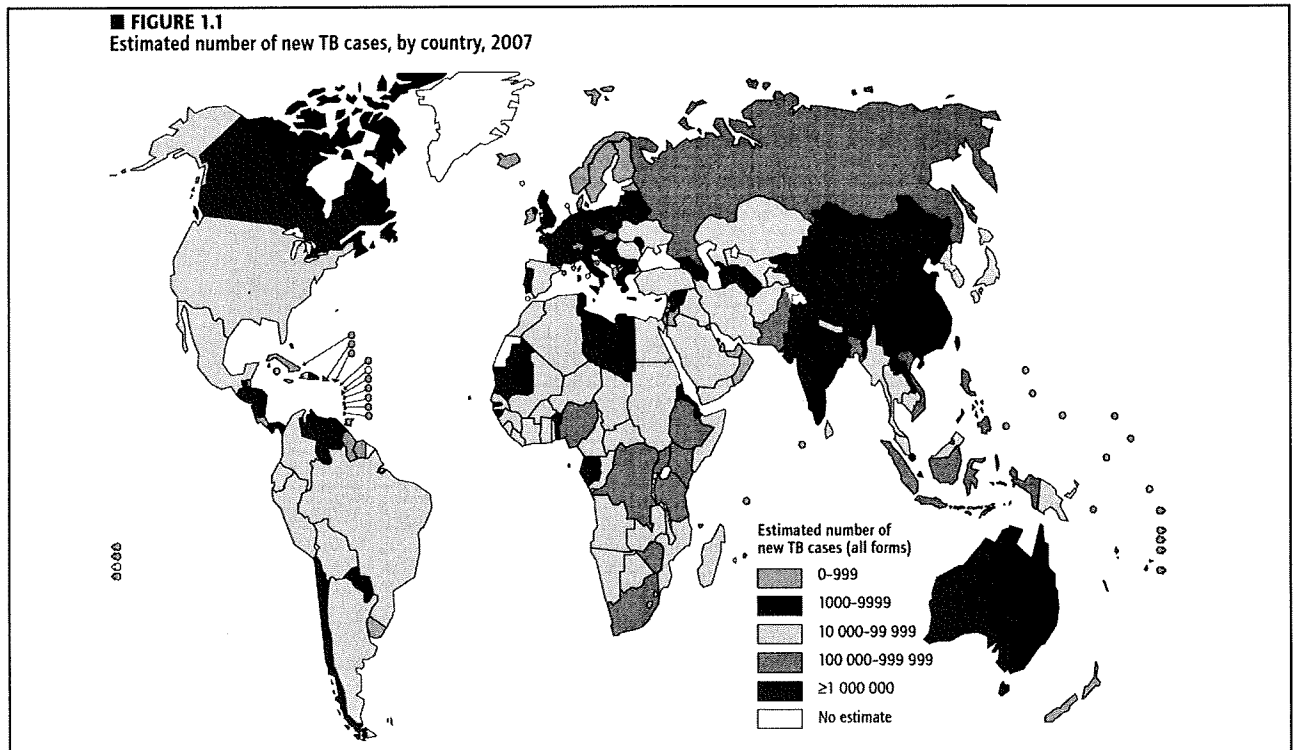 ■ FIGURE 1.1
Estimated number of new TB cases, by country, 2007
Estimated number of
new TB cases (all forms)
0–999
1000–9999
10 000–99 999
100 000–999 999
≥1 000 000
No estimate